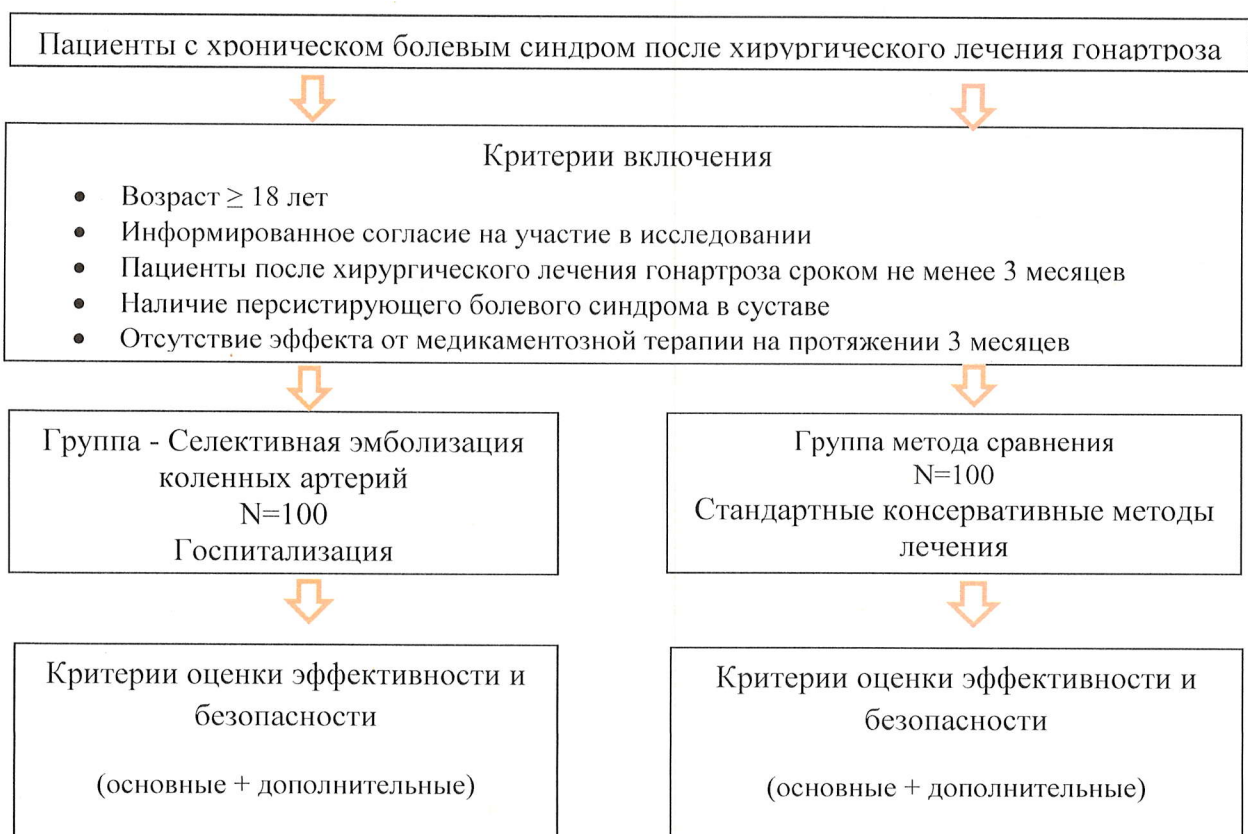 Пациенты с хроническом болевым синдром после хирургического лечения гонартроза
Критерии включения
• Возраст ≥ 18 лет
• Информированное согласие на участие в исследовании
• Пациенты после хирургического лечения гонартроза сроком не менее 3 месяцев
• Наличие персистирующего болевого синдрома в суставе
• Отсутствие эффекта от медикаментозной терапии на протяжении 3 месяцев
Группа - Селективная эмболизация
коленных артерий
N=100
Госпитализация
Группа метода сравнения
N=100
Стандартные консервативные методы
лечения
Критерии оценки эффективности и
безопасности
(основные + дополнительные)
Критерии оценки эффективности и
безопасности
(основные + дополнительные)